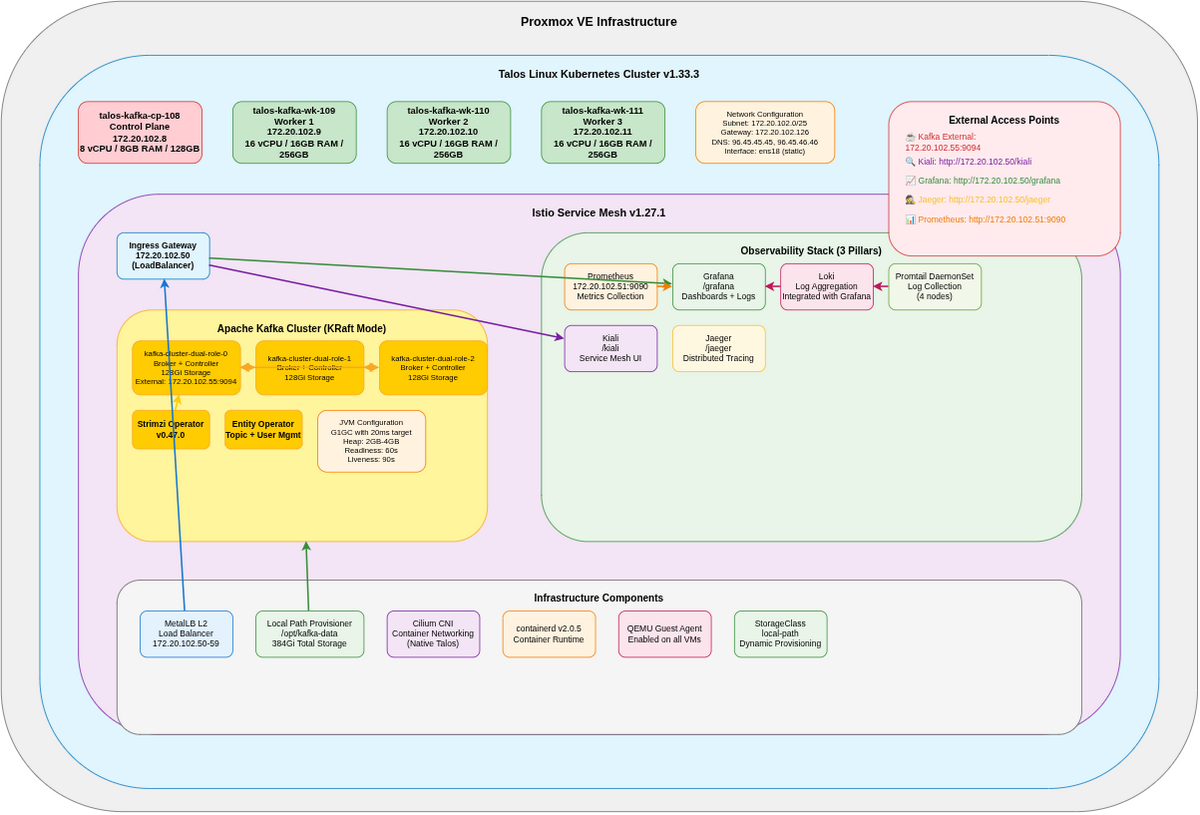 Proxmox VE Infrastructure
Talos Linux Kubernetes Cluster v1.33.3
talos-kafka-cp-108
Control Plane
172.20.102.8
8 vCPU / 8GB RAM / 128GB
talos-kafka-wk-109
Worker 1
172.20.102.9
16 vCPU / 16GB RAM /
256GB
talos-kafka-wk-110
Worker 2
172.20.102.10
16 vCPU / 16GB RAM /
256GB
talos-kafka-wk-111
Worker 3
172.20.102.11
16 vCPU / 16GB RAM /
256GB
Network Configuration
Subnet: 172.20.102.0/25
Gateway: 172.20.102.126
DNS: 96.45.45.45, 96.45.46.46
Interface: ens18 (static)
External Access Points
☕ Kafka External:
172.20.102.55:9094
🔍 Kiali: http://172.20.102.50/kiali
📈 Grafana: http://172.20.102.50/grafana
🕵 Jaeger: http://172.20.102.50/jaeger
📊 Prometheus: http://172.20.102.51:9090
Istio Service Mesh v1.27.1
Ingress Gateway
172.20.102.50
(LoadBalancer)
Observability Stack (3 Pillars)
Prometheus
172.20.102.51:9090
Metrics Collection
Grafana
/grafana
Dashboards + Logs
Loki
Log Aggregation
Integrated with Grafana
Promtail DaemonSet
Log Collection
(4 nodes)
Kiali
/kiali
Service Mesh UI
Jaeger
/jaeger
Distributed Tracing
Apache Kafka Cluster (KRaft Mode)
kafka-cluster-dual-role-0
Broker + Controller
128Gi Storage
External: 172.20.102.55:9094
kafka-cluster-dual-role-1
Broker + Controller
128Gi Storage
kafka-cluster-dual-role-2
Broker + Controller
128Gi Storage
Strimzi Operator
v0.47.0
Entity Operator
Topic + User Mgmt
JVM Configuration
G1GC with 20ms target
Heap: 2GB-4GB
Readiness: 60s
Liveness: 90s
Infrastructure Components
MetalLB L2
Load Balancer
172.20.102.50-59
Local Path Provisioner
/opt/kafka-data
384Gi Total Storage
Cilium CNI
Container Networking
(Native Talos)
containerd v2.0.5
Container Runtime
QEMU Guest Agent
Enabled on all VMs
StorageClass
local-path
Dynamic Provisioning